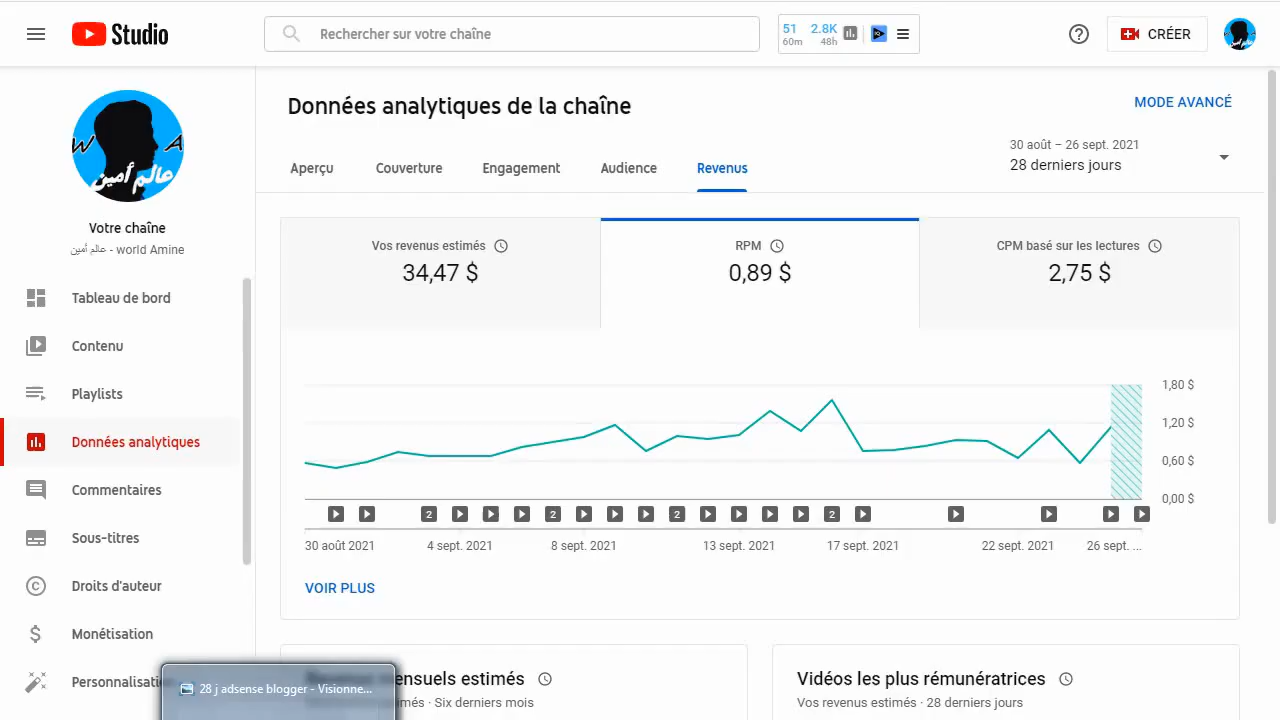 Studio
Rechercher sur votre chaîne
51 2.8K
60m 48h
CRÉER
W A
عالم أمين
Votre chaîne
عالم أمين - world Amine
Tableau de bord
Contenu
Playlists
Données analytiques
Commentaires
Sous-titres
Droits d'auteur
Monétisation
Personnalisatio
Données analytiques de la chaîne
MODE AVANCÉ
30 août – 26 sept. 2021
28 derniers jours
Aperçu Couverture Engagement Audience Revenus
Vos revenus estimés RPM CPM basé sur les lectures
34,47 $ 0,89 $ 2,75 $
1,80 $
1,20 $
0,60 $
0,00 $
2 2 2 2
30 août 2021 4 sept. 2021 8 sept. 2021 13 sept. 2021 17 sept. 2021 22 sept. 2021 26 sept. ...
VOIR PLUS
mensuels estimés
Vidéos les plus rémunératrices
28 j adsense blogger - Visionne...
imés · Six derniers mois
Vos revenus estimés · 28 derniers jours